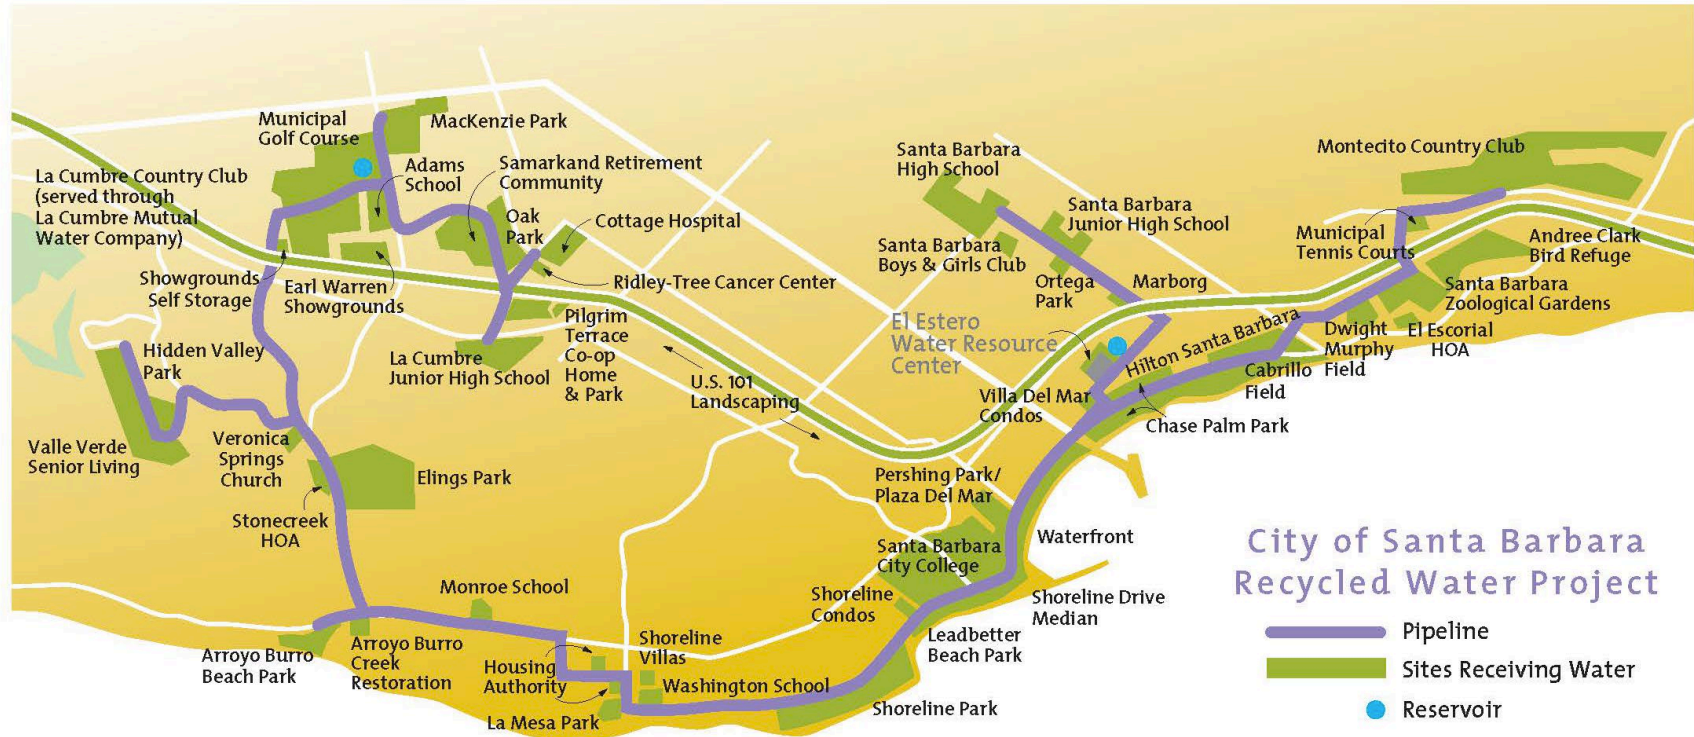 Municipal
Golf Course
MacKenzie Park
La Cumbre Country Club
(served through
La Cumbre Mutual
Water Company)
Adams
School
Samarkand Retirement
Community
Oak
Park
Cottage Hospital
Showgrounds
Self Storage
Earl Warren
Showgrounds
Ridley-Tree Cancer Center
Hidden Valley
Park
La Cumbre
Junior High School
Pilgrim
Terrace
Co-op
Home
& Park
U.S. 101
Landscaping
Valle Verde
Senior Living
Veronica
Springs
Church
Elings Park
Stonecreek
HOA
Monroe School
Arroyo Burro
Beach Park
Arroyo Burro
Creek
Restoration
Housing
Authority
Shoreline
Villas
Washington School
La Mesa Park
Santa Barbara
High School
Santa Barbara
Junior High School
Santa Barbara
Boys & Girls Club
Ortega
Park
Marborg
El Estero
Water Resource
Center
Villa Del Mar
Condos
Hilton Santa Barbara
Montecito Country Club
Municipal
Tennis Courts
Andree Clark
Bird Refuge
Santa Barbara
Zoological Gardens
Dwight
Murphy
Field
El Escorial
HOA
Cabrillo
Field
Chase Palm Park
Pershing Park/
Plaza Del Mar
Santa Barbara
City College
Waterfront
Shoreline
Condos
Shoreline Drive
Median
Leadbetter
Beach Park
Shoreline Park
City of Santa Barbara
Recycled Water Project
Pipeline
Sites Receiving Water
Reservoir